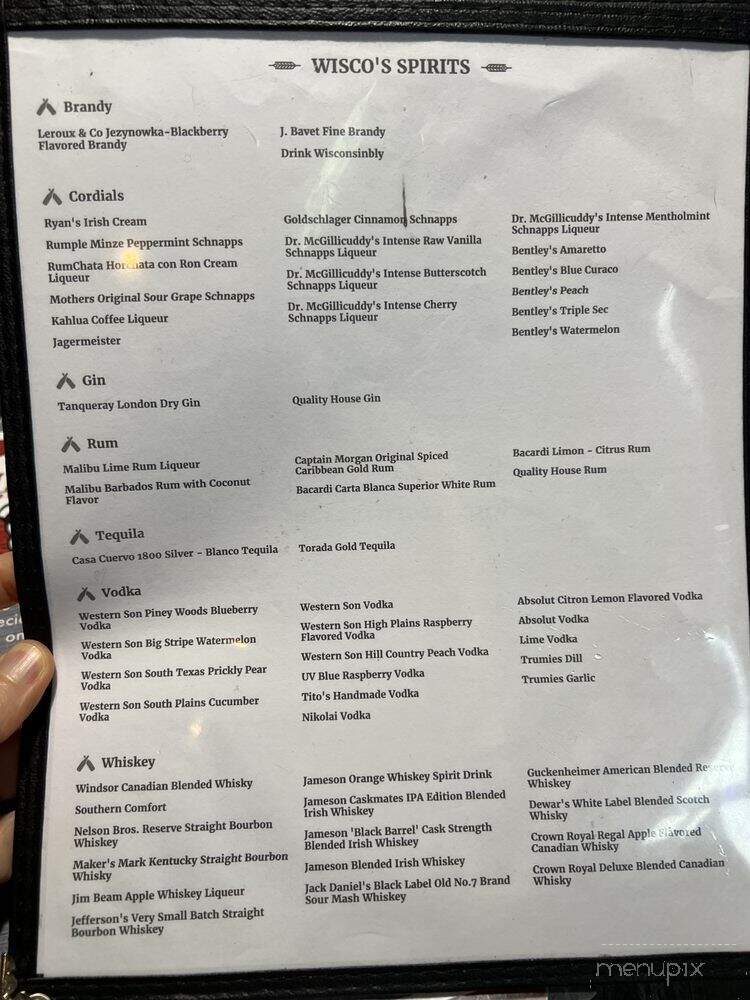 WISCO'S SPIRITS
Brandy
Leroux & Co Jezynowka-Blackberry
Flavored Brandy
J. Bavet Fine Brandy
Drink Wisconsinbly
Cordials
Ryan's Irish Cream
Rumple Minze Peppermint Schnapps
RumChata Horchata con Ron Cream
Liqueur
Mothers Original Sour Grape Schnapps
Kahlua Coffee Liqueur
Jagermeister
Goldschlager Cinnamon Schnapps
Dr. McGillicuddy's Intense Raw Vanilla
Schnapps Liqueur
Dr. McGillicuddy's Intense Butterscotch
Schnapps Liqueur
Dr. McGillicuddy's Intense Cherry
Schnapps Liqueur
Dr. McGillicuddy's Intense Mentholmint
Schnapps Liqueur
Bentley's Amaretto
Bentley's Blue Curaco
Bentley's Peach
Bentley's Triple Sec
Bentley's Watermelon
Gin
Tanqueray London Dry Gin
Quality House Gin
Rum
Malibu Lime Rum Liqueur
Malibu Barbados Rum with Coconut
Flavor
Captain Morgan Original Spiced
Caribbean Gold Rum
Bacardi Carta Blanca Superior White Rum
Bacardi Limon - Citrus Rum
Quality House Rum
Tequila
Casa Cuervo 1800 Silver - Blanco Tequila
Torada Gold Tequila
Vodka
Western Son Piney Woods Blueberry
Vodka
Western Son Big Stripe Watermelon
Vodka
Western Son South Texas Prickly Pear
Vodka
Western Son South Plains Cucumber
Vodka
Western Son Vodka
Western Son High Plains Raspberry
Flavored Vodka
Western Son Hill Country Peach Vodka
UV Blue Raspberry Vodka
Tito's Handmade Vodka
Nikolai Vodka
Absolut Citron Lemon Flavored Vodka
Absolut Vodka
Lime Vodka
Trumies Dill
Trumies Garlic
Whiskey
Windsor Canadian Blended Whisky
Southern Comfort
Nelson Bros. Reserve Straight Bourbon
Whiskey
Maker's Mark Kentucky Straight Bourbon
Whisky
Jim Beam Apple Whiskey Liqueur
Jefferson's Very Small Batch Straight
Bourbon Whiskey
Jameson Orange Whiskey Spirit Drink
Jameson Caskmates IPA Edition Blended
Irish Whiskey
Jameson 'Black Barrel' Cask Strength
Blended Irish Whiskey
Jameson Blended Irish Whiskey
Jack Daniel's Black Label Old No.7 Brand
Sour Mash Whiskey
Guckenheimer American Blended Reserve
Whiskey
Dewar's White Label Blended Scotch
Whisky
Crown Royal Regal Apple Flavored
Canadian Whisky
Crown Royal Deluxe Blended Canadian
Whisky
on
menupix